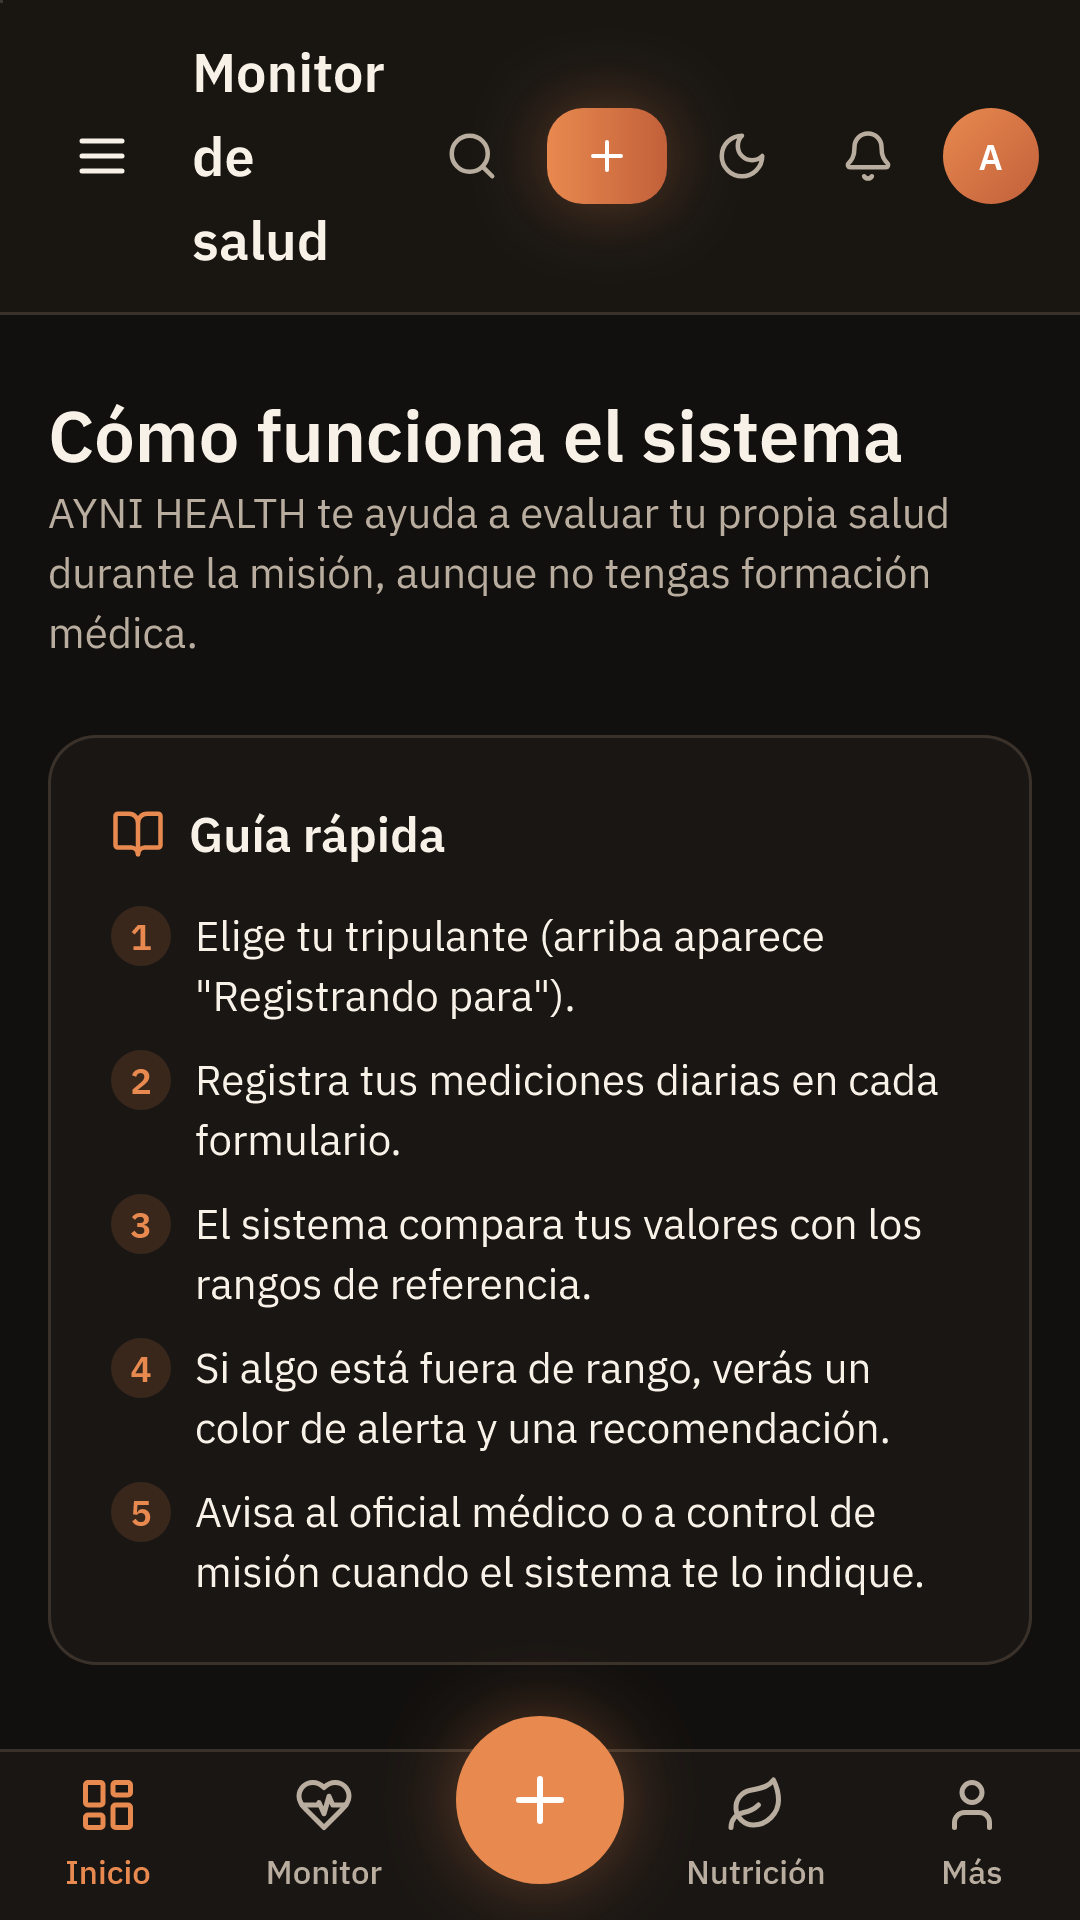 Monitor
de
salud
A
Cómo funciona el sistema
AYNI HEALTH te ayuda a evaluar tu propia salud
durante la misión, aunque no tengas formación
médica.
Guía rápida
1 Elige tu tripulante (arriba aparece
"Registrando para").
2 Registra tus mediciones diarias en cada
formulario.
3 El sistema compara tus valores con los
rangos de referencia.
4 Si algo está fuera de rango, verás un
color de alerta y una recomendación.
5 Avisa al oficial médico o a control de
misión cuando el sistema te lo indique.
Inicio Monitor Nutrición Más